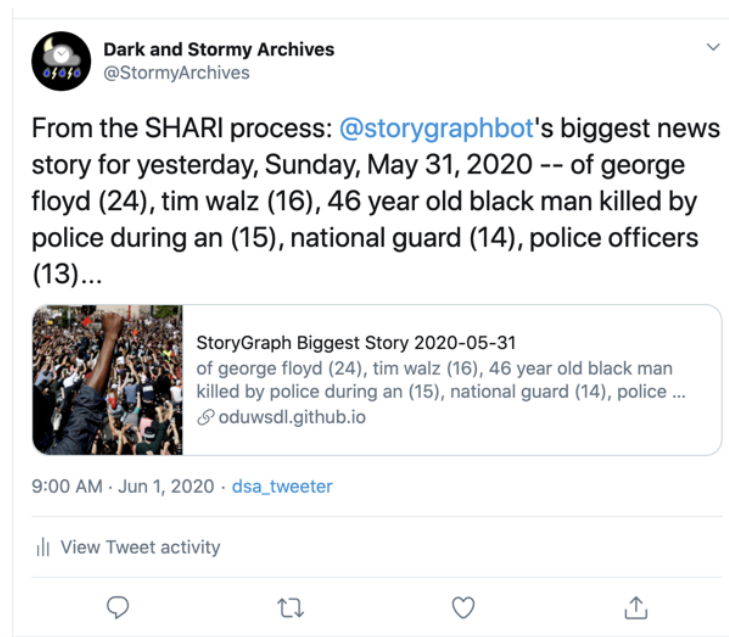 Dark and Stormy Archives
@StormyArchives
From the SHARI process: @storygraphbot's biggest news
story for yesterday, Sunday, May 31, 2020 -- of george
floyd (24), tim walz (16), 46 year old black man killed by
police during an (15), national guard (14), police officers
(13)...
StoryGraph Biggest Story 2020-05-31
of george floyd (24), tim walz (16), 46 year old black man
killed by police during an (15), national guard (14), police ...
oduwsdl.github.io
9:00 AM · Jun 1, 2020 · dsa_tweeter
View Tweet activity